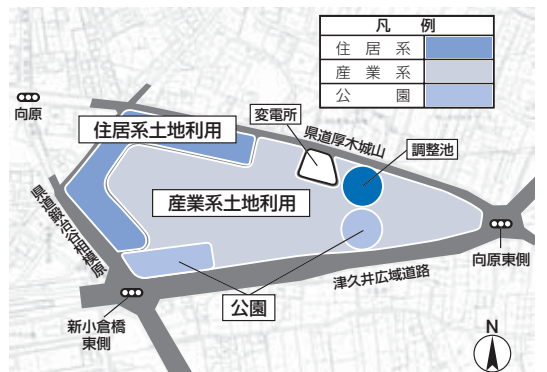 凡例
住居系
産業系
公園
向原
住居系土地利用
変電所
県道厚木城山
調整池
産業系土地利用
県道鍛冶谷相模原
向原東側
津久井広域道路
公園
新小倉橋
東側
N